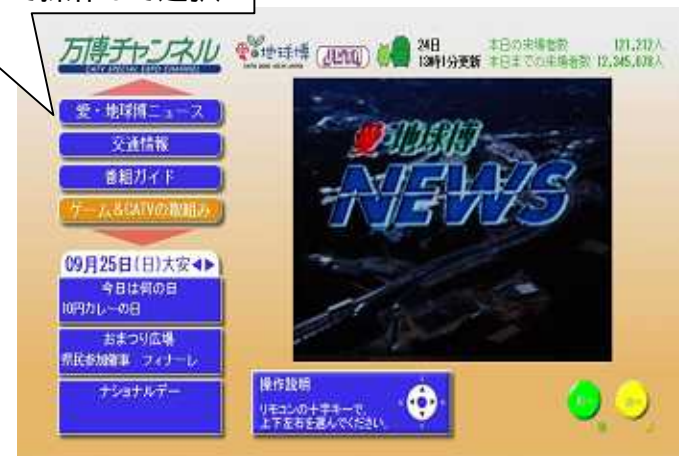 万博チャンネル
愛・地球博
24日
13時1分更新
本日の来場者数 121,212人
本日までの来場者数 12,345,678人
愛・地球博ニュース
交通情報
番組ガイド
ゲーム&CATVの取組み
09月25日(日)大安
今日は何の日
10円カレーの日
おまつり広場
県民参加催事 フィナーレ
ナショナルデー
愛・地球博
NEWS
操作説明
リモコンの十字キーで、
上下左右を選んでください。